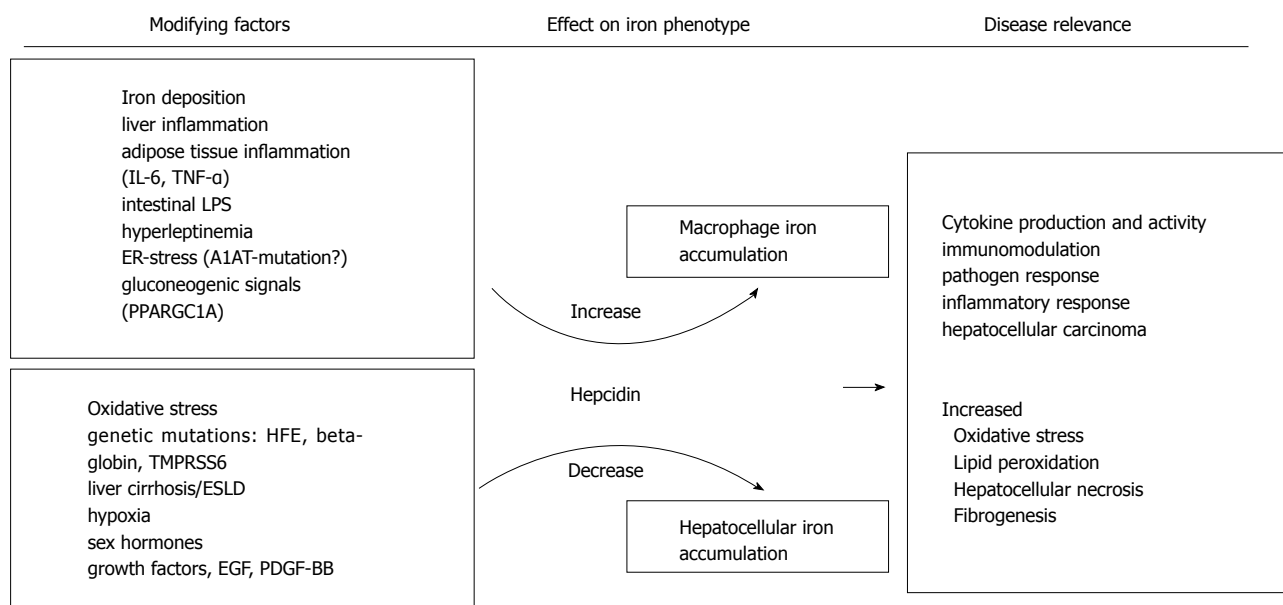 Modifying factors
Effect on iron phenotype
Disease relevance
Iron deposition
liver inflammation
adipose tissue inflammation
(IL-6, TNF-α)
intestinal LPS
hyperleptinemia
ER-stress (A1AT-mutation?)
gluconeogenic signals
(PPARGC1A)
Oxidative stress
genetic mutations: HFE, beta-
globin, TMPRSS6
liver cirrhosis/ESLD
hypoxia
sex hormones
growth factors, EGF, PDGF-BB
Macrophage iron
accumulation
Increase
Hepcidin
Decrease
Hepatocellular iron
accumulation
Cytokine production and activity
immunomodulation
pathogen response
inflammatory response
hepatocellular carcinoma
Increased
Oxidative stress
Lipid peroxidation
Hepatocellular necrosis
Fibrogenesis